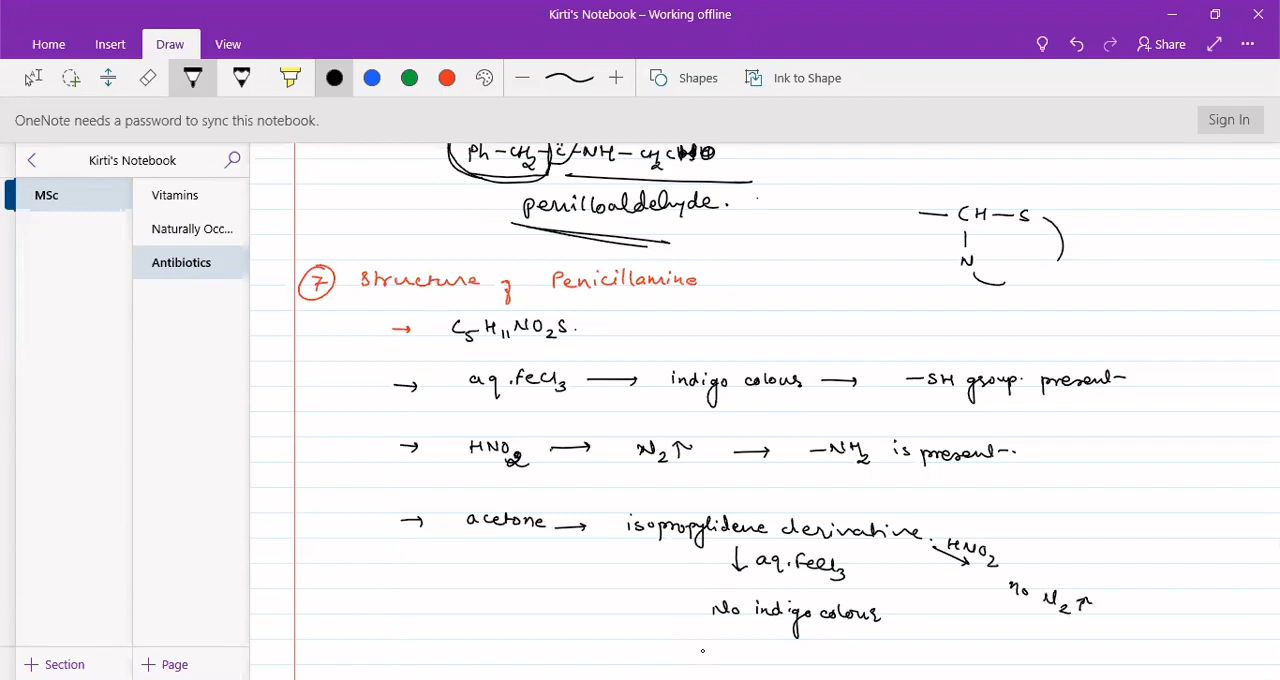 Kirti's Notebook – Working offline
Home Insert Draw View Share
Shapes Ink to Shape
OneNote needs a password to sync this notebook. Sign In
Kirti's Notebook
MSc
Vitamins
Naturally Occ...
Antibiotics
Section Page
Ph – CH2 – C – NH – CH2
penilloaldehyde.
— CH — S
|
N
7 Structure of Penicillamine
→ C5H11NO2S.
→ aq. FeCl3 → indigo colour → –SH group present
→ HNO2 → N2↑ → –NH2 is present.
→ acetone → isopropylidene derivative. HNO2
↓ aq. FeCl3
no N2↑
No indigo colour